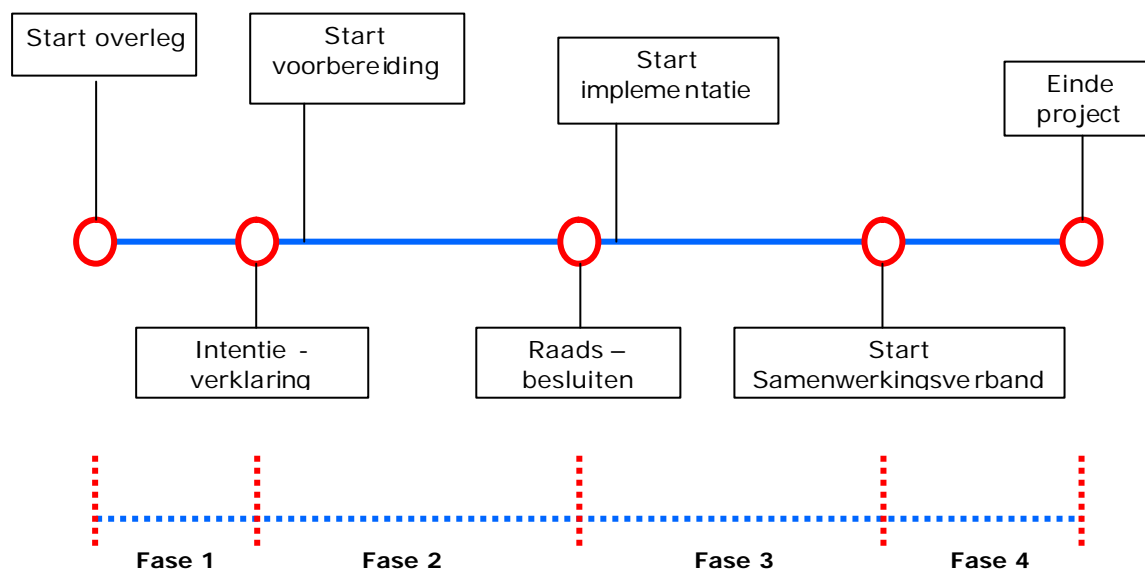 Start overleg
Start
voorbereiding
Start
implementatie
Einde
project
Intentie -
verklaring
Raads –
besluiten
Start
Samenwerkingsverband
Fase 1
Fase 2
Fase 3
Fase 4